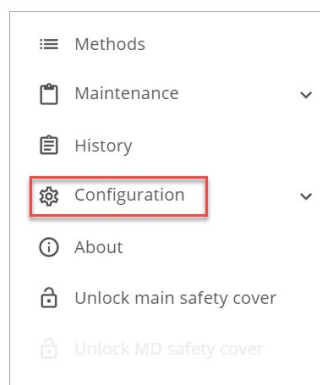 Methods
Maintenance
History
Configuration
About
Unlock main safety cover
Unlock MD safety cover